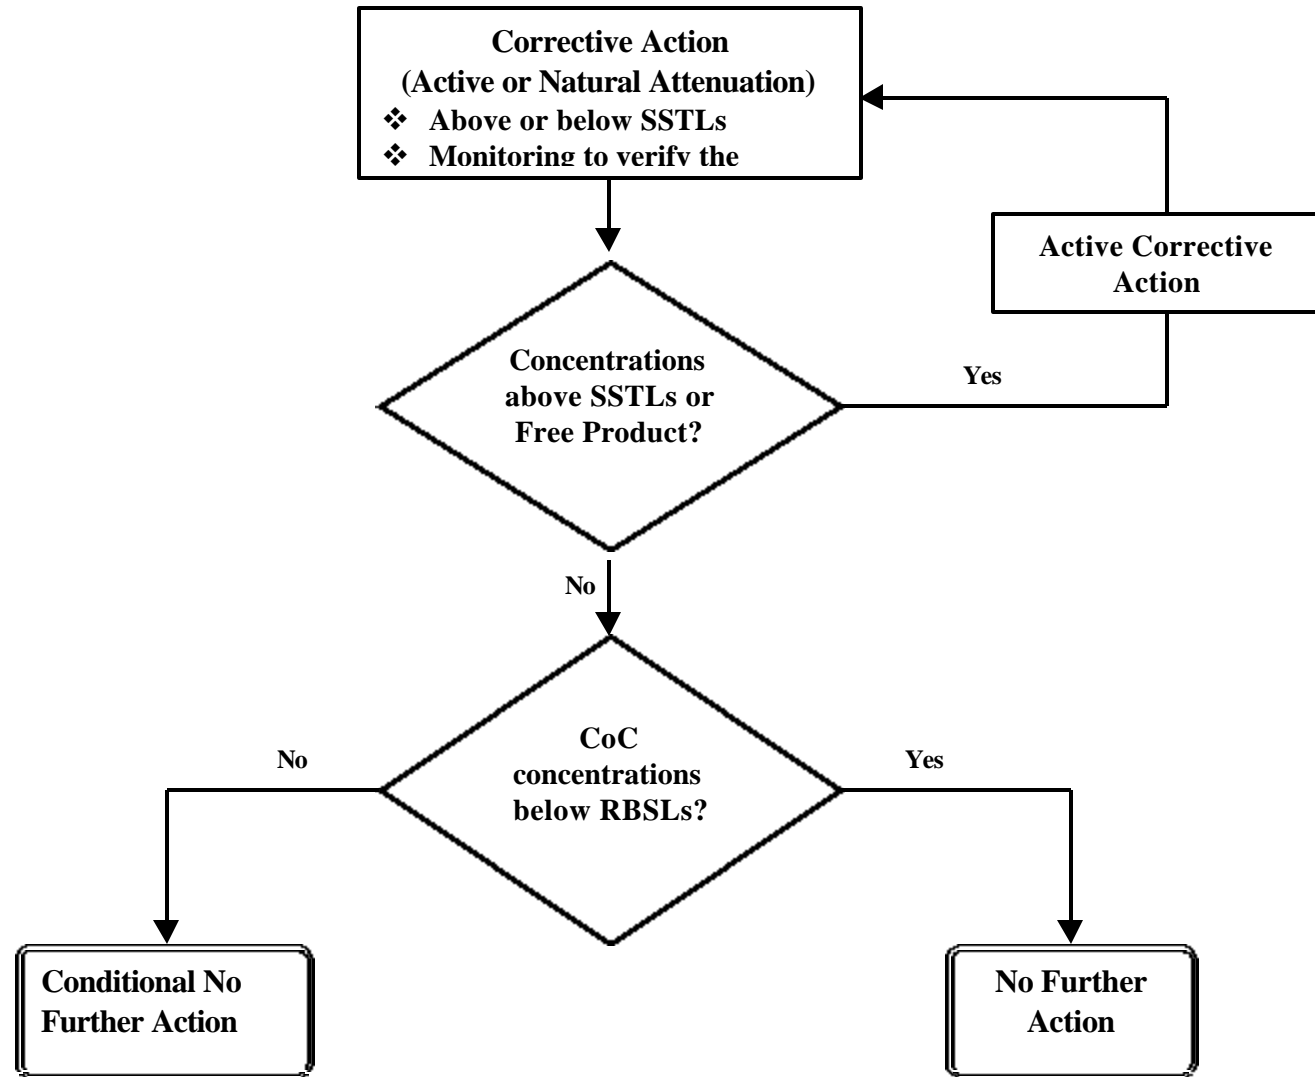 Corrective Action
(Active or Natural Attenuation)
❖ Above or below SSTLs
❖ Monitoring to verify the
Active Corrective
Action
Concentrations
above SSTLs or
Free Product?
Yes
No
CoC
concentrations
below RBSLs?
No
Yes
Conditional No
Further Action
No Further
Action